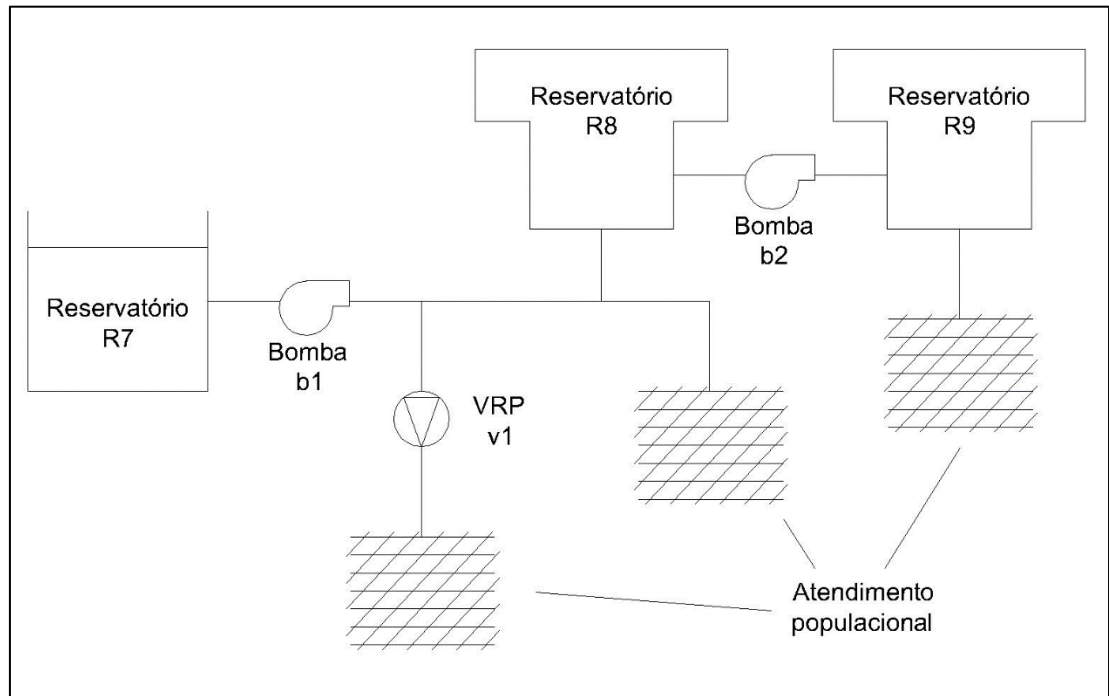 Reservatório
R8
Reservatório
R9
Bomba
b2
Reservatório
R7
Bomba
b1
VRP
v1
Atendimento
populacional